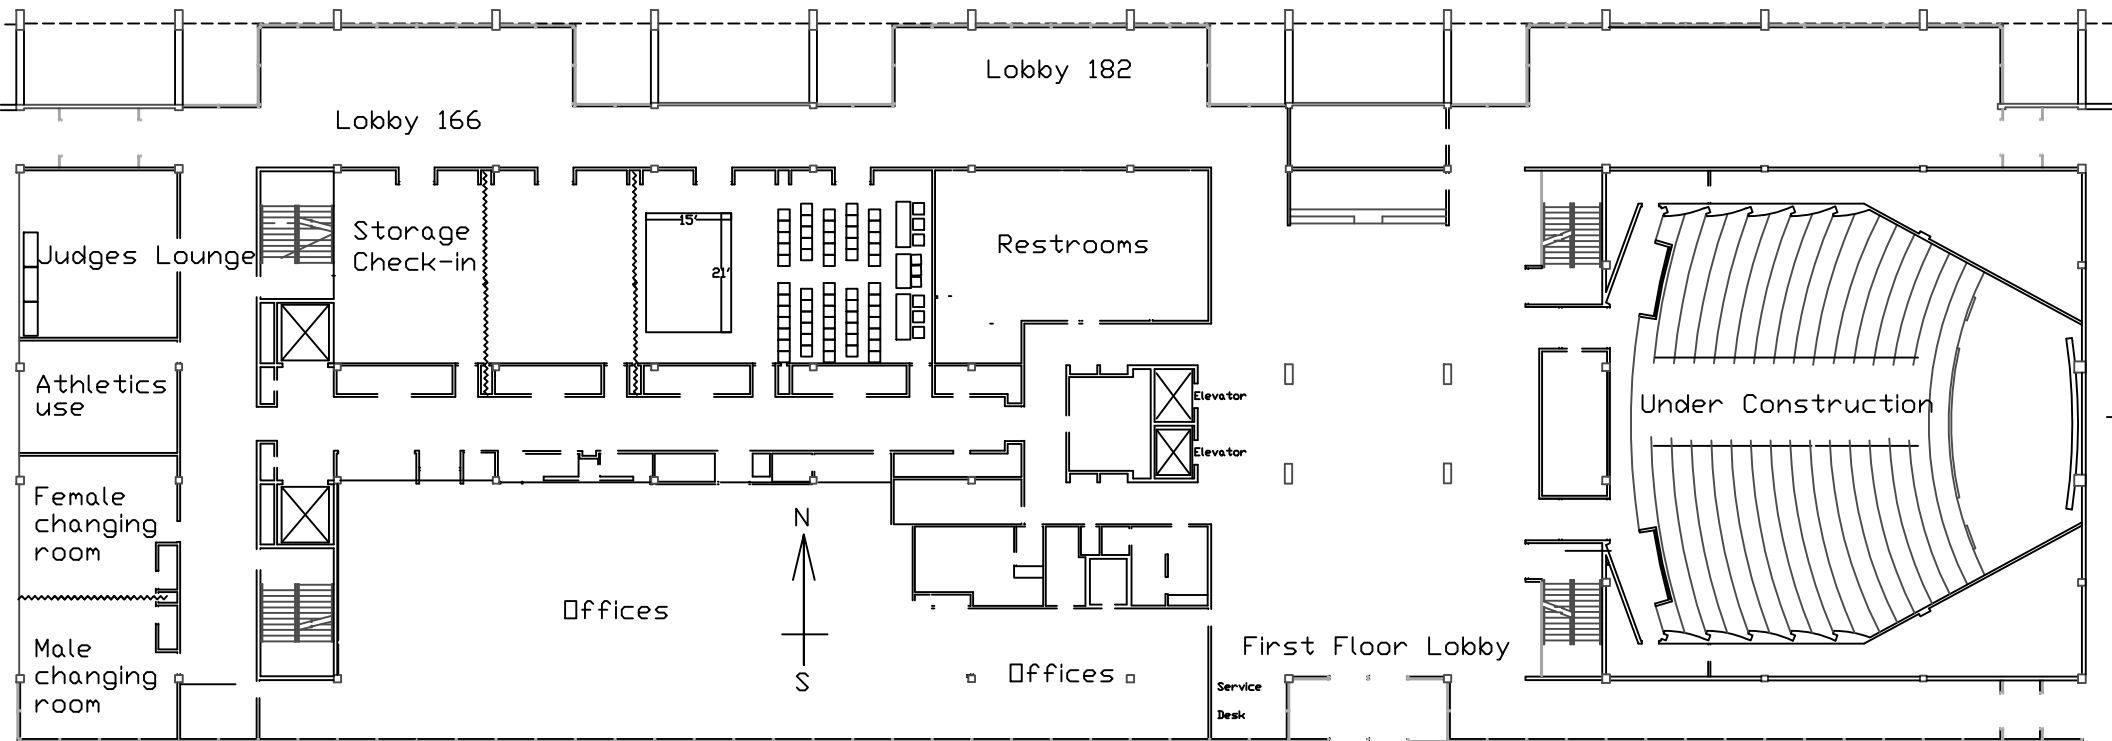 Lobby 182
Lobby 166
15'
Storage
Check-in
Judges Lounge
Restrooms
21'
Athletics
use
Elevator
Under Construction
Elevator
Female
changing
room
N
Offices
Male
changing
room
First Floor Lobby
Offices
S
Service
Desk